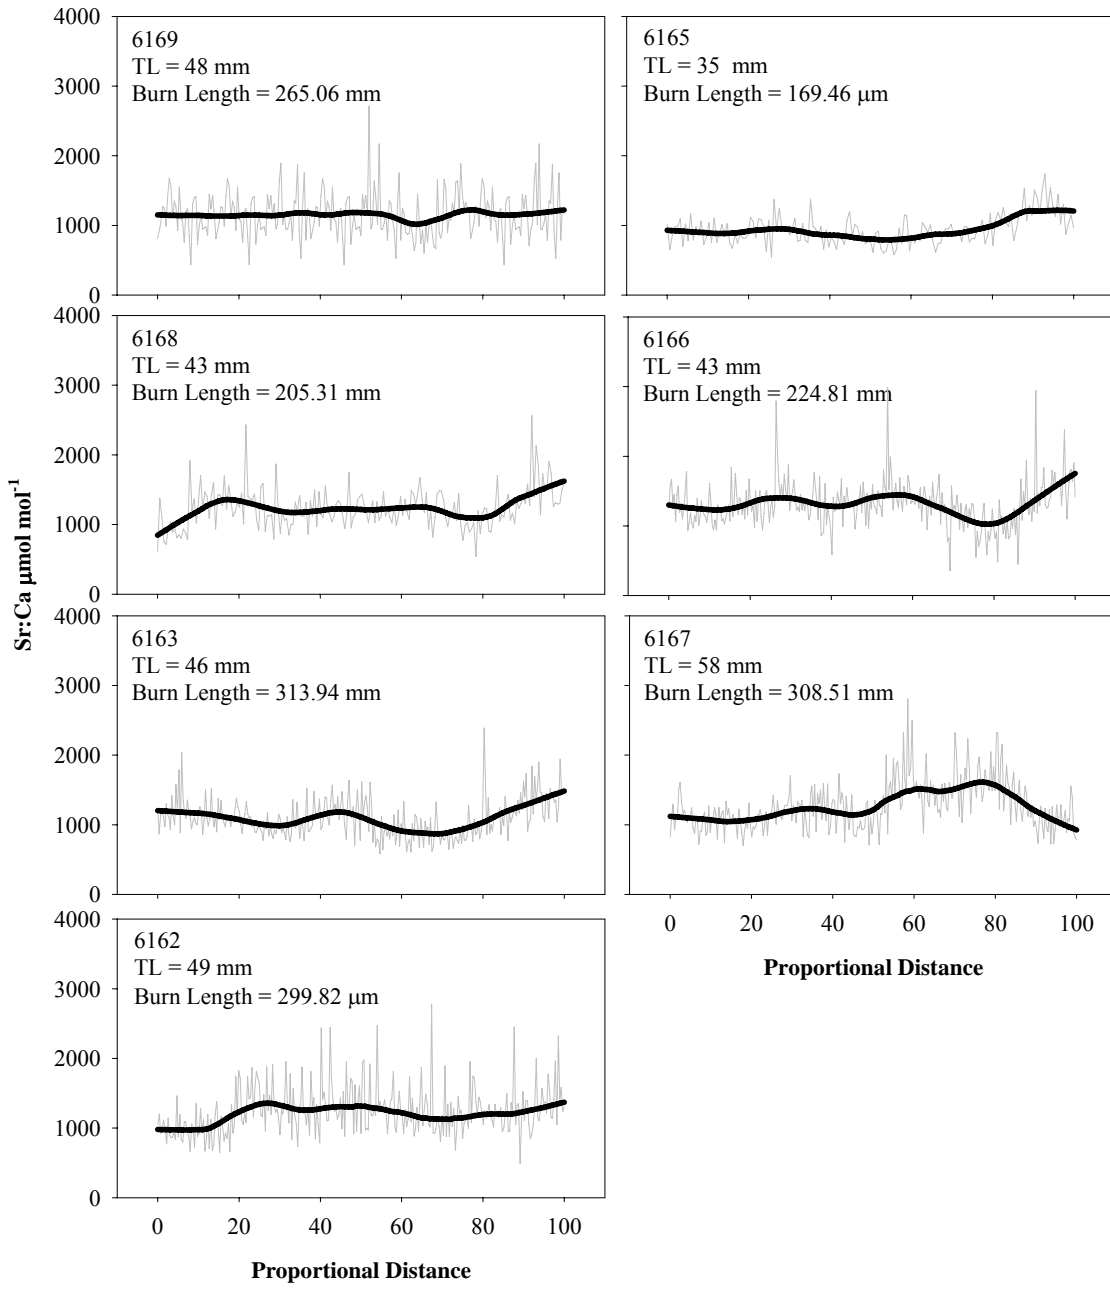 4000
3000
2000
1000
0
6169
TL = 48 mm
Burn Length = 265.06 mm
6165
TL = 35  mm
Burn Length = 169.46 μm
4000
3000
2000
1000
0
6168
TL = 43 mm
Burn Length = 205.31 mm
6166
TL = 43 mm
Burn Length = 224.81 mm
Sr:Ca μmol mol-1
4000
3000
2000
1000
0
6163
TL = 46 mm
Burn Length = 313.94 mm
6167
TL = 58 mm
Burn Length = 308.51 mm
0 20 40 60 80 100
Proportional Distance
4000
3000
2000
1000
0
6162
TL = 49 mm
Burn Length = 299.82 μm
0 20 40 60 80 100
Proportional Distance